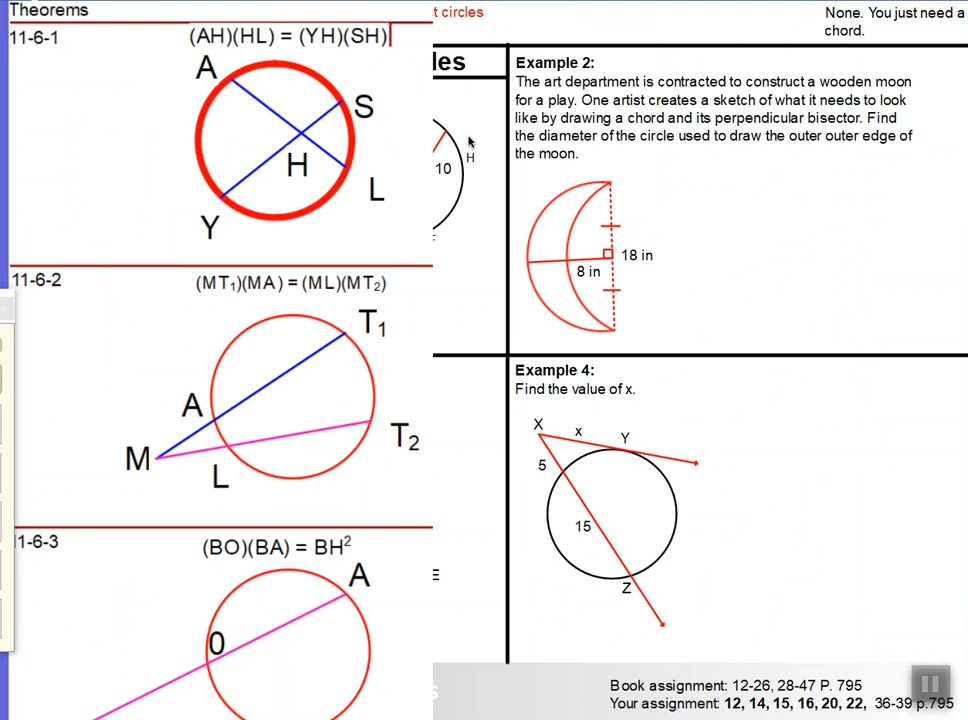 Theorems
11-6-1
(AH)(HL) = (YH)(SH)
A
S
H
L
Y
11-6-2
(MT₁)(MA) = (ML)(MT₂)
T₁
A
T₂
M
L
11-6-3
(BO)(BA) = BH²
A
0
t circles
None. You just need a
chord.
les
10
H
E
Example 2:
The art department is contracted to construct a wooden moon
for a play. One artist creates a sketch of what it needs to look
like by drawing a chord and its perpendicular bisector. Find
the diameter of the circle used to draw the outer outer edge of
the moon.
18 in
8 in
Example 4:
Find the value of x.
X
x
Y
5
15
Z
Book assignment: 12-26, 28-47 P. 795
Your assignment: 12, 14, 15, 16, 20, 22, 36-39 p.795